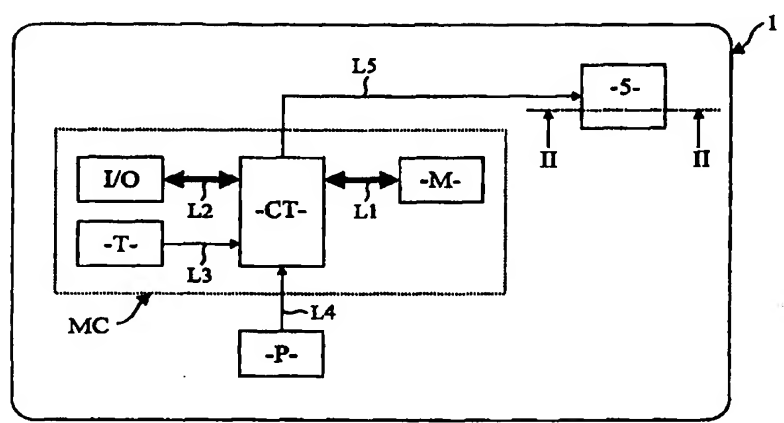 1
L5
-5-
II II
I/O -CT- -M-
L2 L1
-T-
L3
MC
L4
-P-